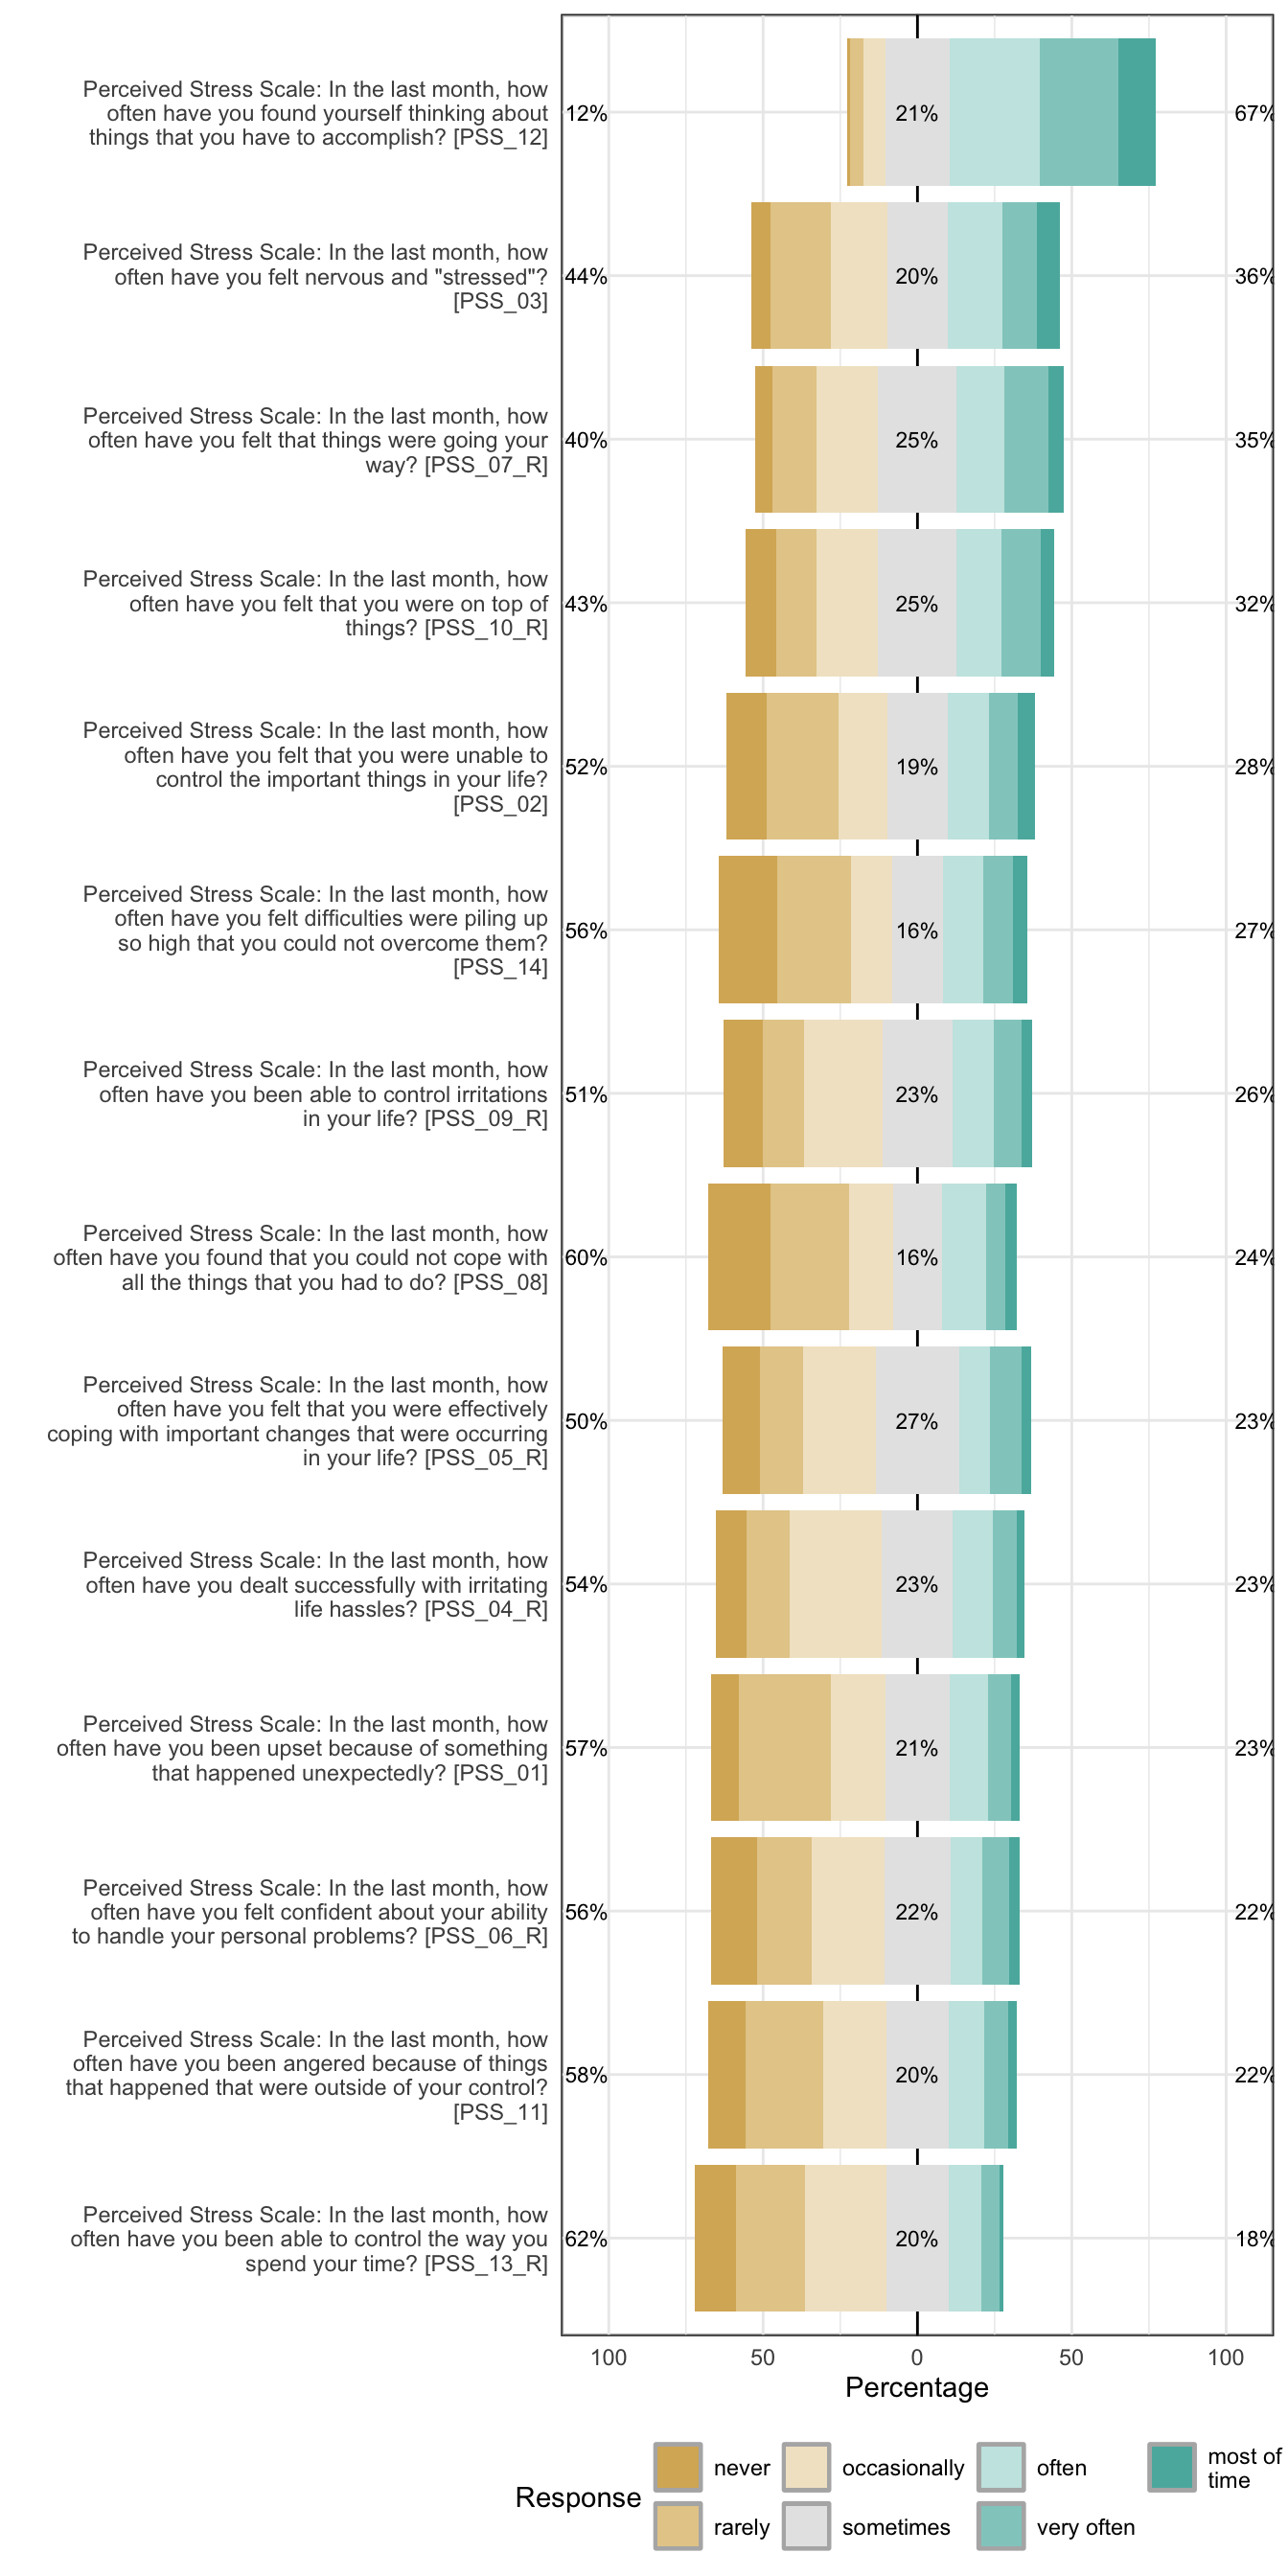 Perceived Stress Scale: In the last month, how
often have you found yourself thinking about
things that you have to accomplish? [PSS_12]
12%
21%
67%
Perceived Stress Scale: In the last month, how
often have you felt nervous and "stressed"?
[PSS_03]
44%
20%
36%
Perceived Stress Scale: In the last month, how
often have you felt that things were going your
way? [PSS_07_R]
40%
25%
35%
Perceived Stress Scale: In the last month, how
often have you felt that you were on top of
things? [PSS_10_R]
43%
25%
32%
Perceived Stress Scale: In the last month, how
often have you felt that you were unable to
control the important things in your life?
[PSS_02]
52%
19%
28%
Perceived Stress Scale: In the last month, how
often have you felt difficulties were piling up
so high that you could not overcome them?
[PSS_14]
56%
16%
27%
Perceived Stress Scale: In the last month, how
often have you been able to control irritations
in your life? [PSS_09_R]
51%
23%
26%
Perceived Stress Scale: In the last month, how
often have you found that you could not cope with
all the things that you had to do? [PSS_08]
60%
16%
24%
Perceived Stress Scale: In the last month, how
often have you felt that you were effectively
coping with important changes that were occurring
in your life? [PSS_05_R]
50%
27%
23%
Perceived Stress Scale: In the last month, how
often have you dealt successfully with irritating
life hassles? [PSS_04_R]
54%
23%
23%
Perceived Stress Scale: In the last month, how
often have you been upset because of something
that happened unexpectedly? [PSS_01]
57%
21%
23%
Perceived Stress Scale: In the last month, how
often have you felt confident about your ability
to handle your personal problems? [PSS_06_R]
56%
22%
22%
Perceived Stress Scale: In the last month, how
often have you been angered because of things
that happened that were outside of your control?
[PSS_11]
58%
20%
22%
Perceived Stress Scale: In the last month, how
often have you been able to control the way you
spend your time? [PSS_13_R]
62%
20%
18%
100 50 0 50 100
Percentage
Response
never
rarely
occasionally
sometimes
often
very often
most of
time